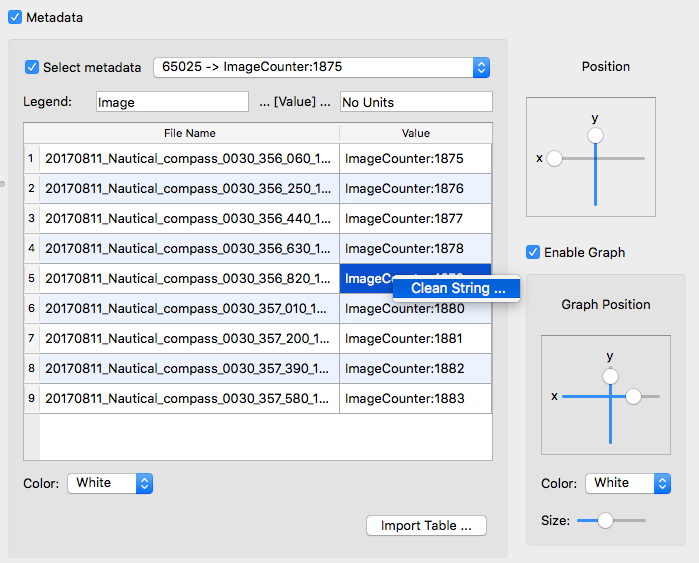 Metadata
Select metadata 65025 -> ImageCounter:1875
Legend: Image ... [Value] ... No Units
File Name Value
1 20170811_Nautical_compass_0030_356_060_1... ImageCounter:1875
2 20170811_Nautical_compass_0030_356_250_1... ImageCounter:1876
3 20170811_Nautical_compass_0030_356_440_1... ImageCounter:1877
4 20170811_Nautical_compass_0030_356_630_1... ImageCounter:1878
5 20170811_Nautical_compass_0030_356_820_1...
Clean String ...
6 20170811_Nautical_compass_0030_357_010_1... ImageCounter:1880
7 20170811_Nautical_compass_0030_357_200_1... ImageCounter:1881
8 20170811_Nautical_compass_0030_357_390_1... ImageCounter:1882
9 20170811_Nautical_compass_0030_357_580_1... ImageCounter:1883
Color: White
Import Table ...
Position
y
x
Enable Graph
Graph Position
y
x
Color: White
Size: